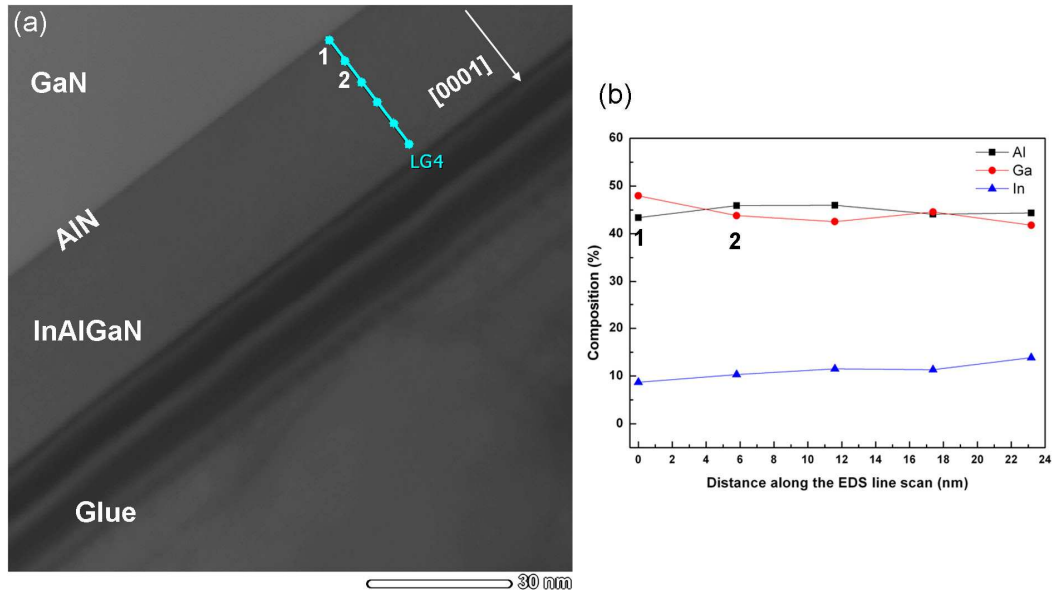 (a)
GaN
1
2
[0001]
LG4
AlN
InAlGaN
Glue
30 nm
(b)
60
50
40
30
20
10
0
Composition (%)
Al
Ga
In
1
2
0 2 4 6 8 10 12 14 16 18 20 22 24
Distance along the EDS line scan (nm)